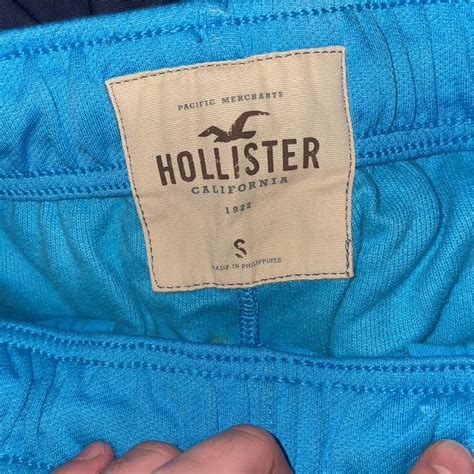 PACIFIC MERCHANTS
HOLLISTER
CALIFORNIA
1922
S
MADE IN PHILIPPINES